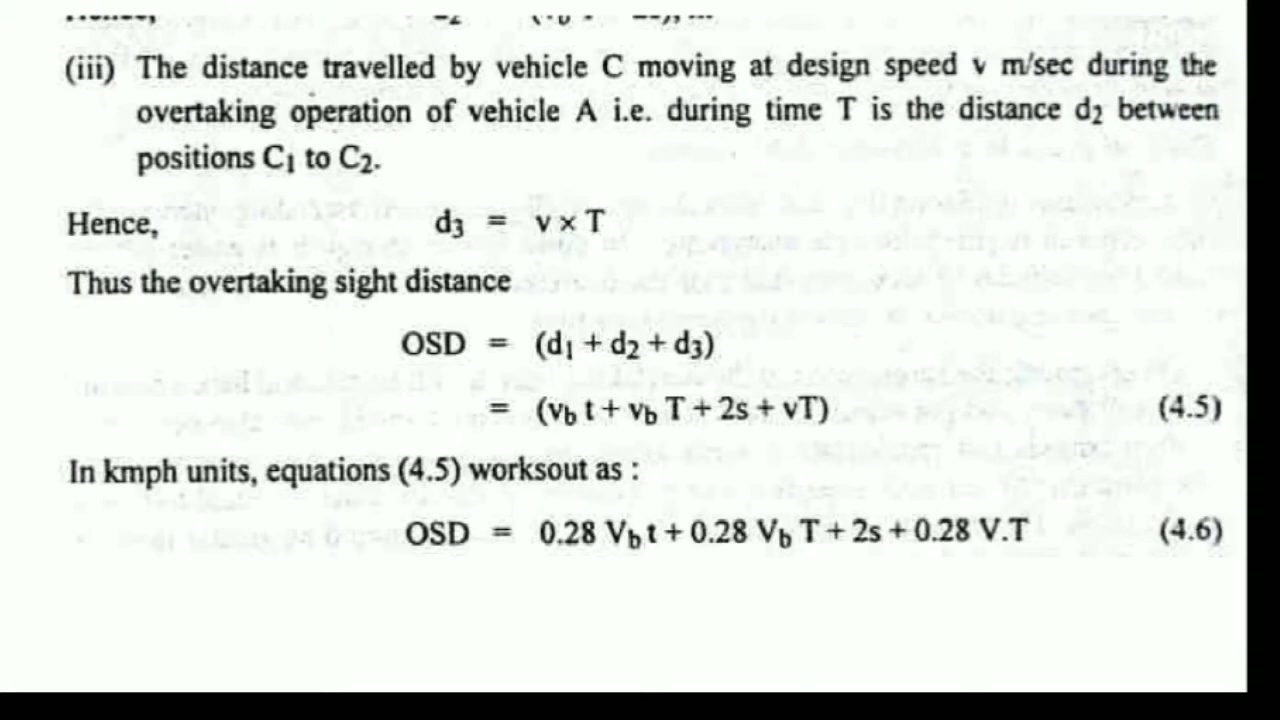 (iii) The distance travelled by vehicle C moving at design speed v m/sec during the
overtaking operation of vehicle A i.e. during time T is the distance d₂ between
positions C₁ to C₂.
Hence, d₃ = v × T
Thus the overtaking sight distance
OSD = (d₁ + d₂ + d₃)
= (v_b t + v_b T + 2s + vT) (4.5)
In kmph units, equations (4.5) worksout as :
OSD = 0.28 V_b t + 0.28 V_b T + 2s + 0.28 V.T (4.6)